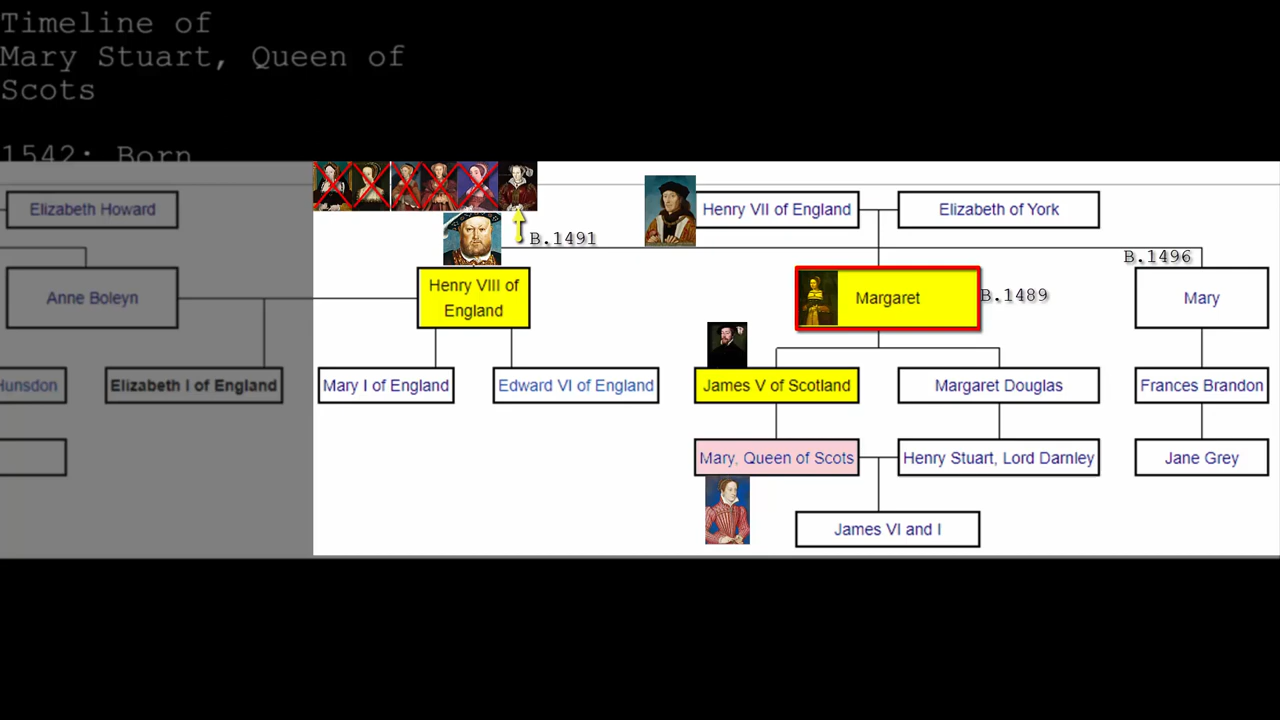 Timeline of
Mary Stuart, Queen of
Scots
1542: Born
Elizabeth Howard
Henry VII of England
Elizabeth of York
B.1491
B.1496
Anne Boleyn
Henry VIII of
England
Margaret
B.1489
Mary
Hunsdon
Elizabeth I of England
Mary I of England
Edward VI of England
James V of Scotland
Margaret Douglas
Frances Brandon
Mary, Queen of Scots
Henry Stuart, Lord Darnley
Jane Grey
James VI and I